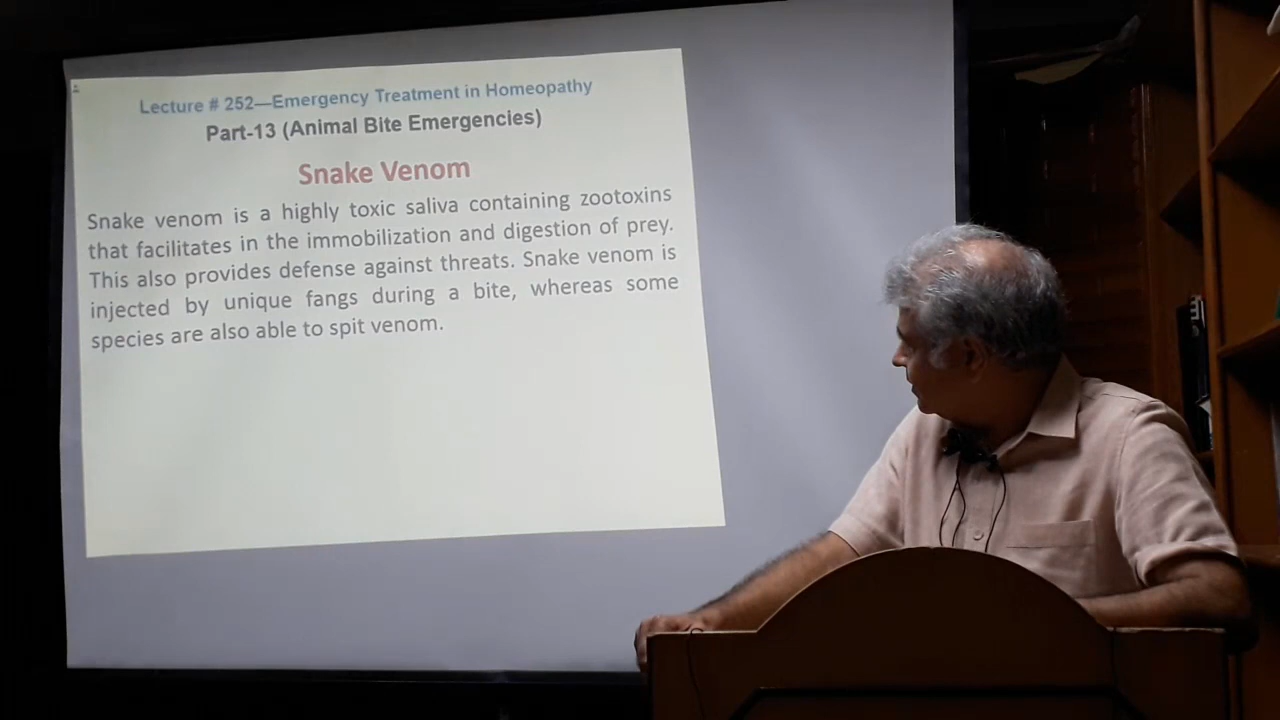 Lecture # 252—Emergency Treatment in Homeopathy
Part-13 (Animal Bite Emergencies)
Snake Venom
Snake venom is a highly toxic saliva containing zootoxins
that facilitates in the immobilization and digestion of prey.
This also provides defense against threats. Snake venom is
injected by unique fangs during a bite, whereas some
species are also able to spit venom.